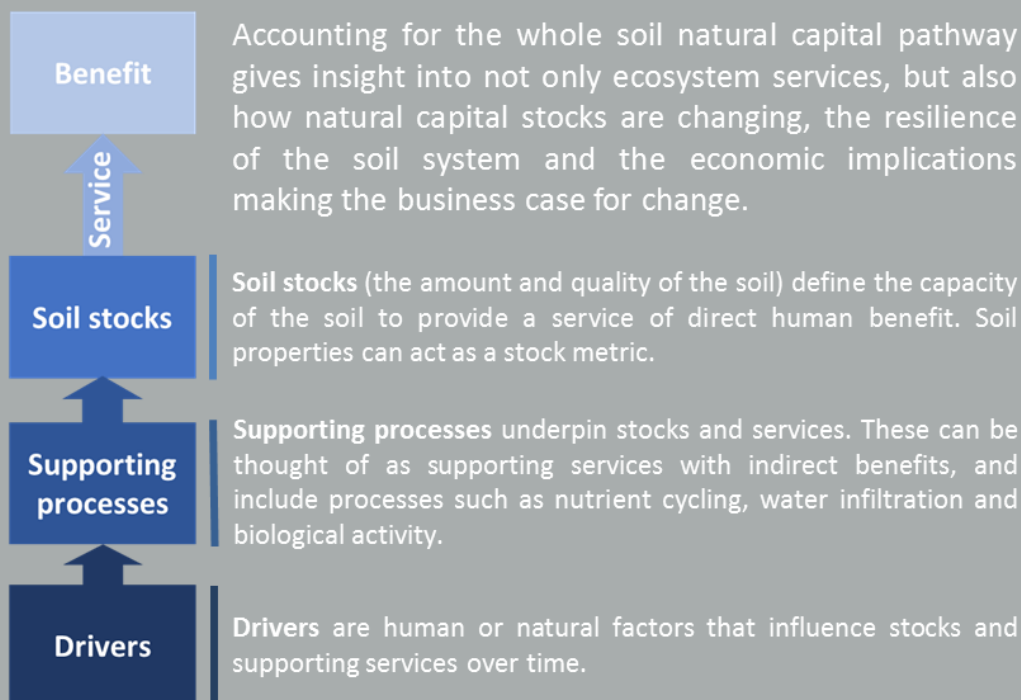 Benefit
Accounting for the whole soil natural capital pathway
gives insight into not only ecosystem services, but also
how natural capital stocks are changing, the resilience
of the soil system and the economic implications
making the business case for change.
Service
Soil stocks
Soil stocks (the amount and quality of the soil) define the capacity
of the soil to provide a service of direct human benefit. Soil
properties can act as a stock metric.
Supporting
processes
Supporting processes underpin stocks and services. These can be
thought of as supporting services with indirect benefits, and
include processes such as nutrient cycling, water infiltration and
biological activity.
Drivers
Drivers are human or natural factors that influence stocks and
supporting services over time.